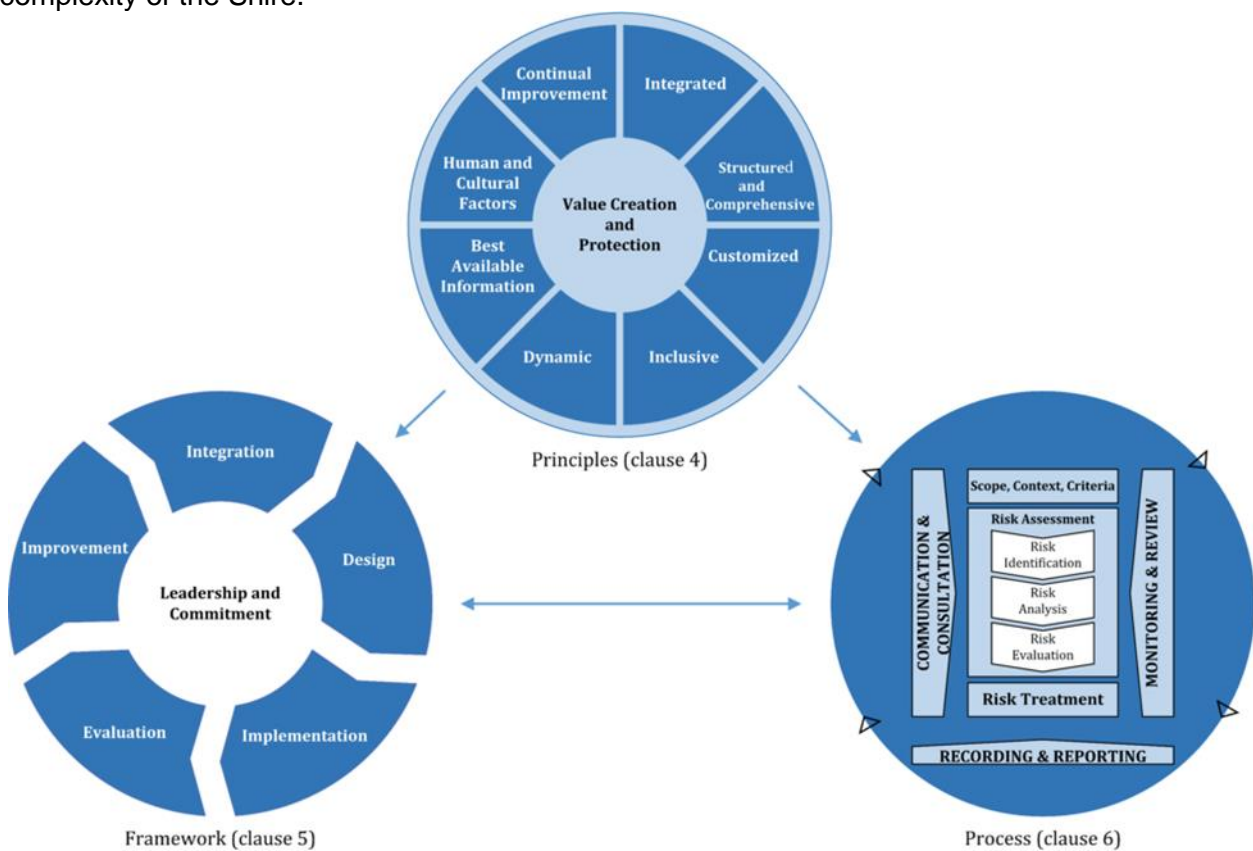 complexity of the Shire.
Continual
Improvement
Integrated
Human and
Cultural
Factors
Structured
and
Comprehensive
Value Creation
and
Protection
Best
Available
Information
Customized
Dynamic
Inclusive
Principles (clause 4)
Integration
Improvement
Design
Leadership and
Commitment
Evaluation
Implementation
Framework (clause 5)
Scope, Context, Criteria
Risk Assessment
Risk
Identification
Risk
Analysis
Risk
Evaluation
Risk Treatment
COMMUNICATION &
CONSULTATION
MONITORING & REVIEW
RECORDING & REPORTING
Process (clause 6)